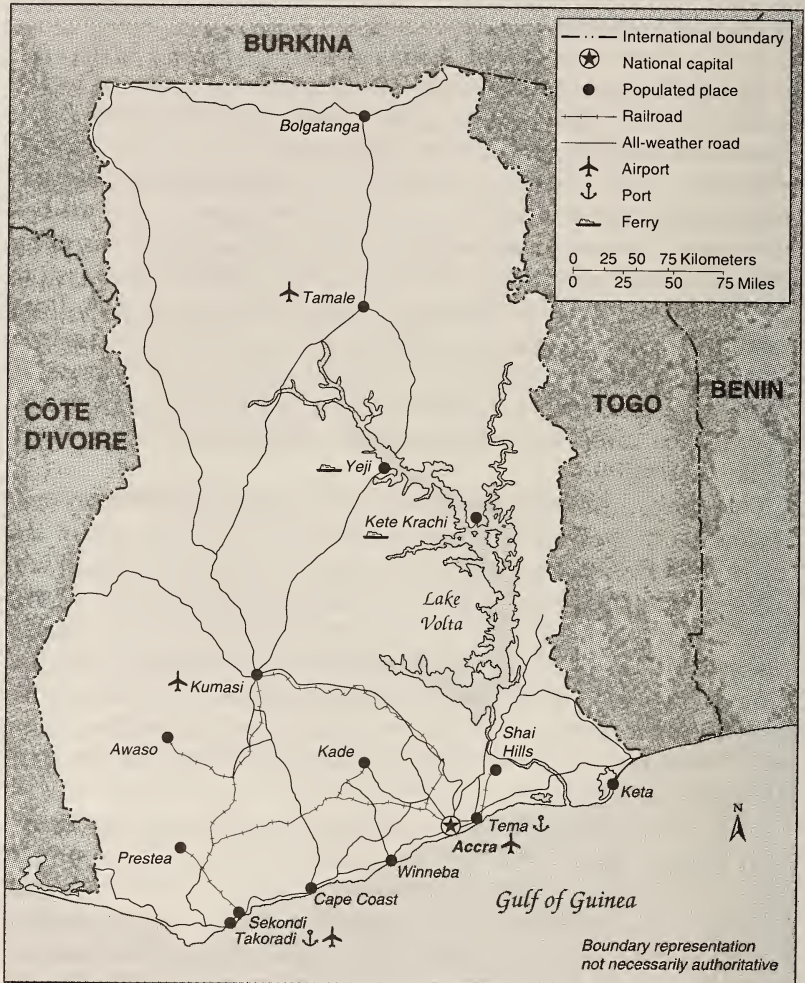 BURKINA
International boundary
National capital
Populated place
Railroad
All-weather road
Airport
Port
Ferry
0 25 50 75 Kilometers
0 25 50 75 Miles
Bolgatanga
Tamale
CÔTE
D'IVOIRE
TOGO
BENIN
Yeji
Kete Krachi
Lake
Volta
Kumasi
Awaso
Kade
Shai
Hills
Keta
Tema
Accra
Prestea
Winneba
Cape Coast
Sekondi
Takoradi
Gulf of Guinea
N
Boundary representation
not necessarily authoritative